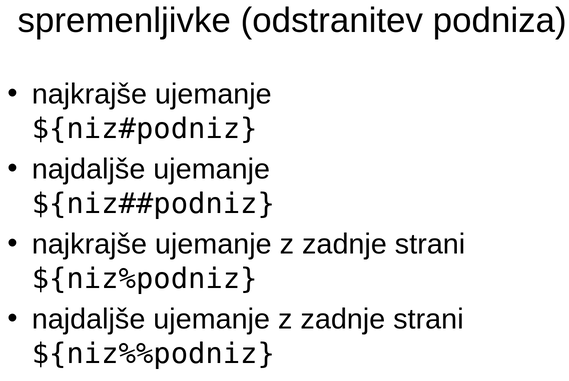 spremenljivke (odstranitev podniza)
• najkrajše ujemanje
${niz#podniz}
• najdaljše ujemanje
${niz##podniz}
• najkrajše ujemanje z zadnje strani
${niz%podniz}
• najdaljše ujemanje z zadnje strani
${niz%%podniz}